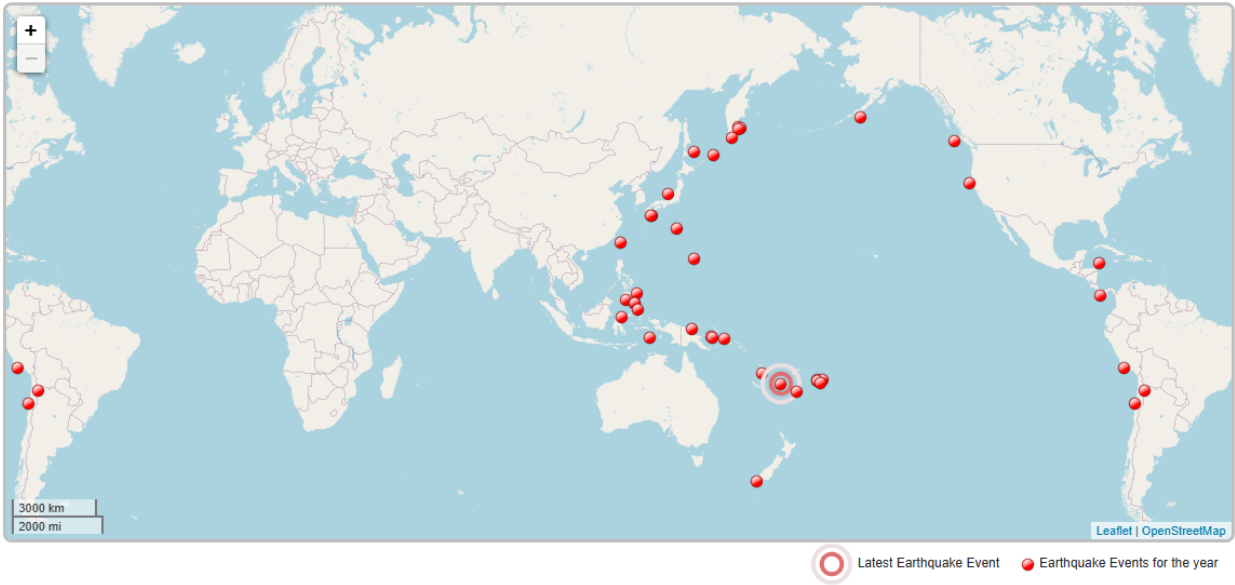 +
−
3000 km
2000 mi
Leaflet | OpenStreetMap
Latest Earthquake Event Earthquake Events for the year